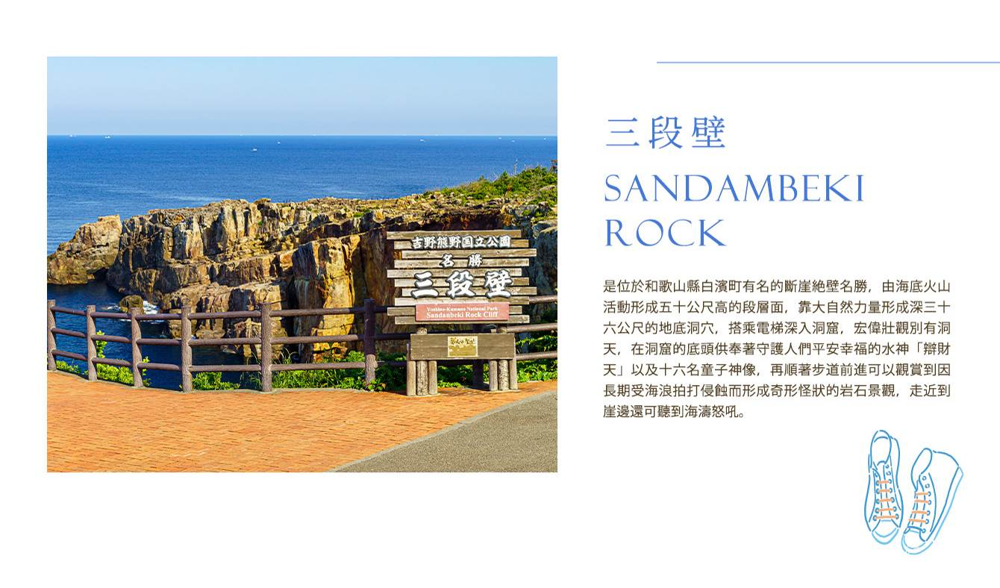 吉野熊野国立公園
名 勝
三段壁
Yoshino-Kumano National Park
Sandanbeki Rock Cliff
三段壁
SANDAMBEKI
ROCK
是位於和歌山縣白濱町有名的斷崖絕壁名勝，由海底火山
活動形成五十公尺高的段層面，靠大自然力量形成深三十
六公尺的地底洞穴，搭乘電梯深入洞窟，宏偉壯觀別有洞
天，在洞窟的底頭供奉著守護人們平安幸福的水神「辯財
天」以及十六名童子神像，再順著步道前進可以觀賞到因
長期受海浪拍打侵蝕而形成奇形怪狀的岩石景觀，走近到
崖邊還可聽到海濤怒吼。